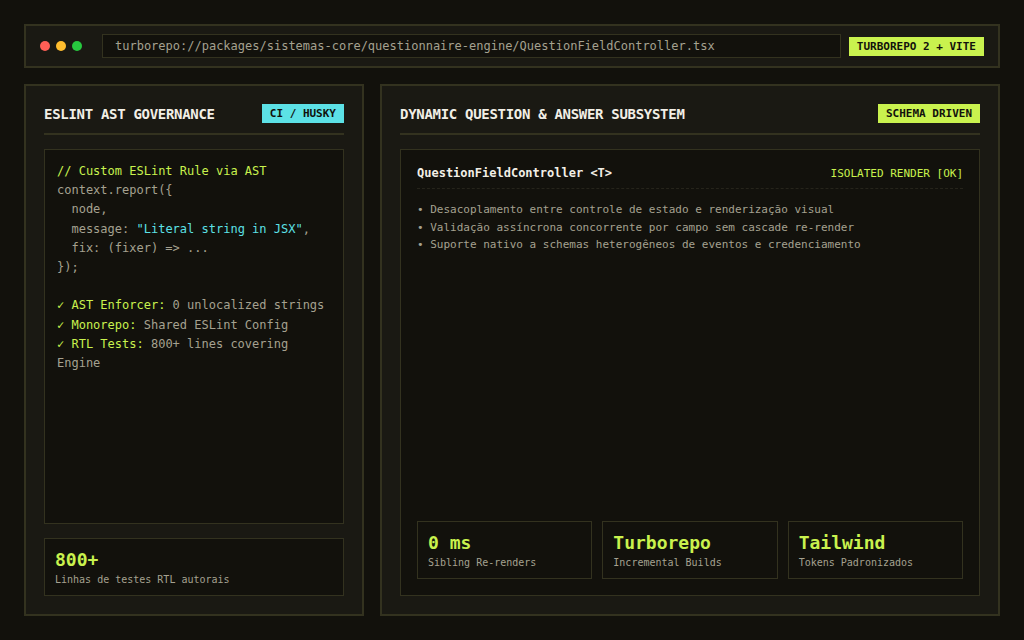 turborepo://packages/sistemas-core/questionnaire-engine/QuestionFieldController.tsx
TURBOREPO 2 + VITE
ESLINT AST GOVERNANCE
CI / HUSKY
// Custom ESLint Rule via AST
context.report({
  node,
  message: "Literal string in JSX",
  fix: (fixer) => ...
});
✓ AST Enforcer: 0 unlocalized strings
✓ Monorepo: Shared ESLint Config
✓ RTL Tests: 800+ lines covering
Engine
800+
Linhas de testes RTL autorais
DYNAMIC QUESTION & ANSWER SUBSYSTEM
SCHEMA DRIVEN
QuestionFieldController <T>
ISOLATED RENDER [OK]
• Desacoplamento entre controle de estado e renderização visual
• Validação assíncrona concorrente por campo sem cascade re-render
• Suporte nativo a schemas heterogêneos de eventos e credenciamento
0 ms
Sibling Re-renders
Turborepo
Incremental Builds
Tailwind
Tokens Padronizados